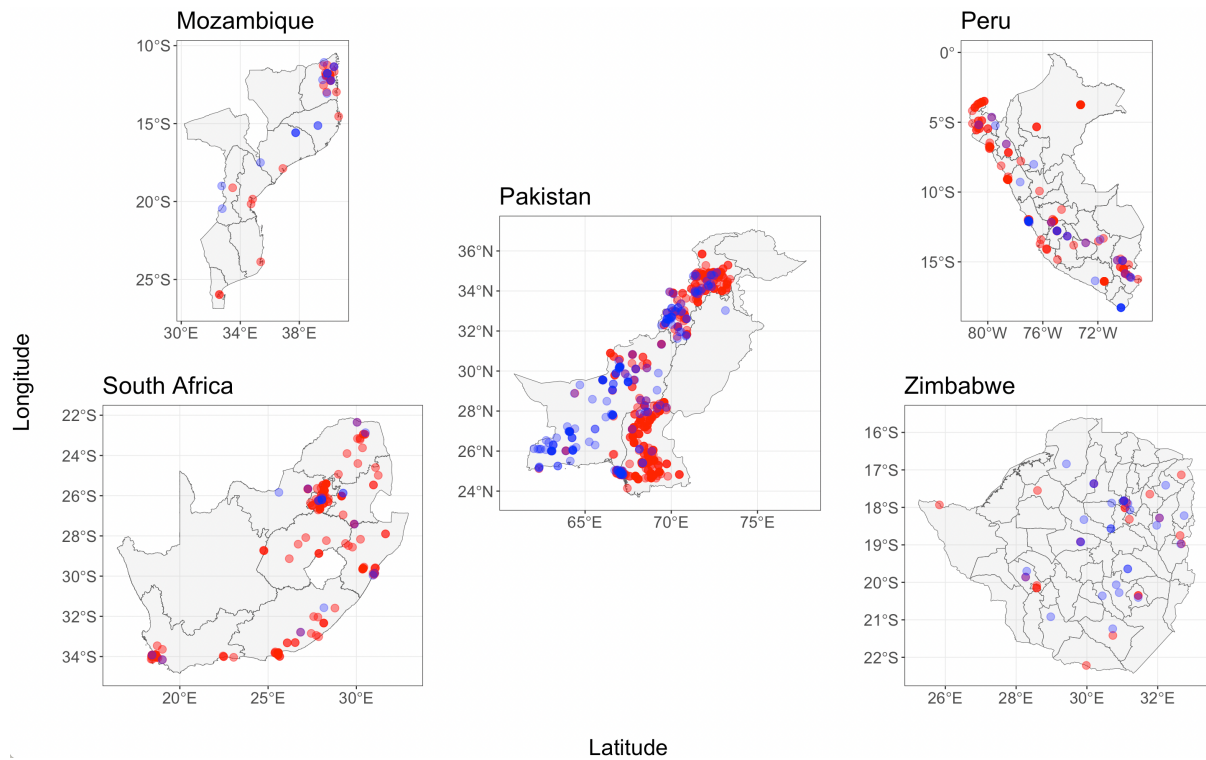 Mozambique
10°S
15°S
20°S
25°S
30°E
34°E
38°E
Peru
0°
5°S
10°S
15°S
80°W
76°W
72°W
Pakistan
36°N
34°N
32°N
30°N
28°N
26°N
24°N
65°E
70°E
75°E
Longitude
South Africa
22°S
24°S
26°S
28°S
30°S
32°S
34°S
20°E
25°E
30°E
Zimbabwe
16°S
17°S
18°S
19°S
20°S
21°S
22°S
26°E
28°E
30°E
32°E
Latitude